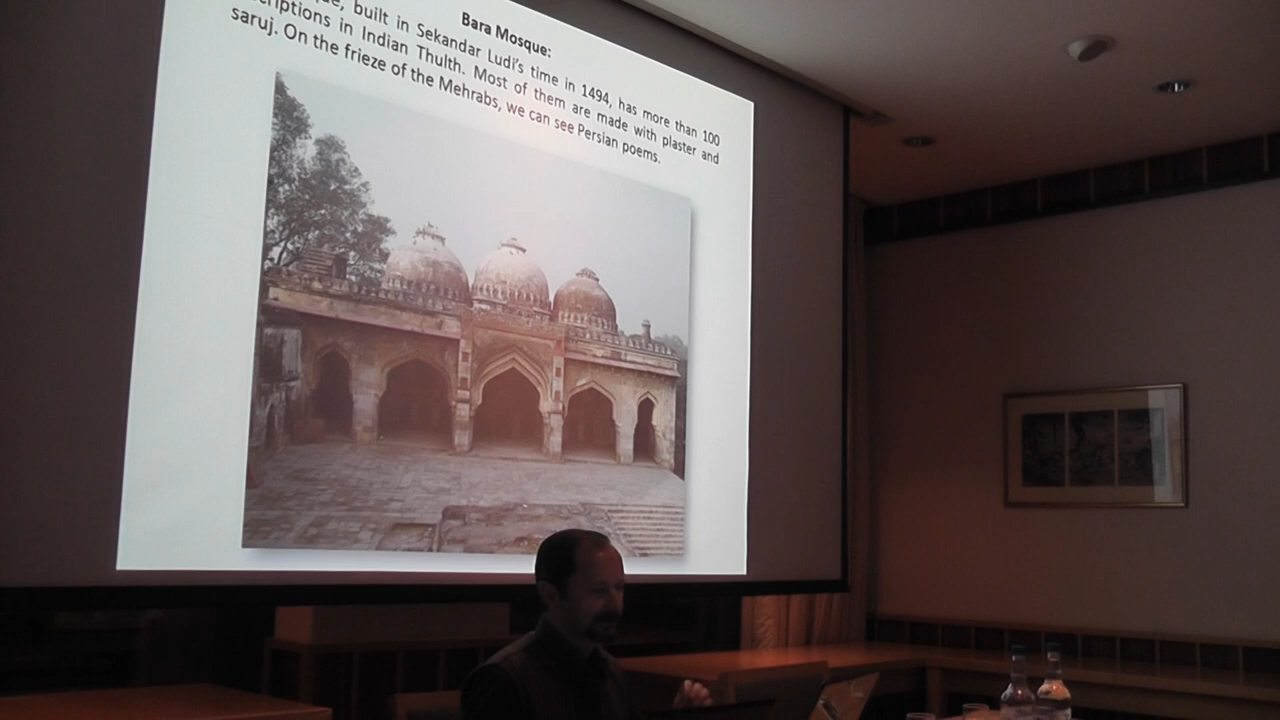 Bara Mosque:
built in Sekandar Ludi's time in 1494, has more than 100
in Indian Thulth. Most of them are made with plaster and
saruj. On the frieze of the Mehrabs, we can see Persian poems.